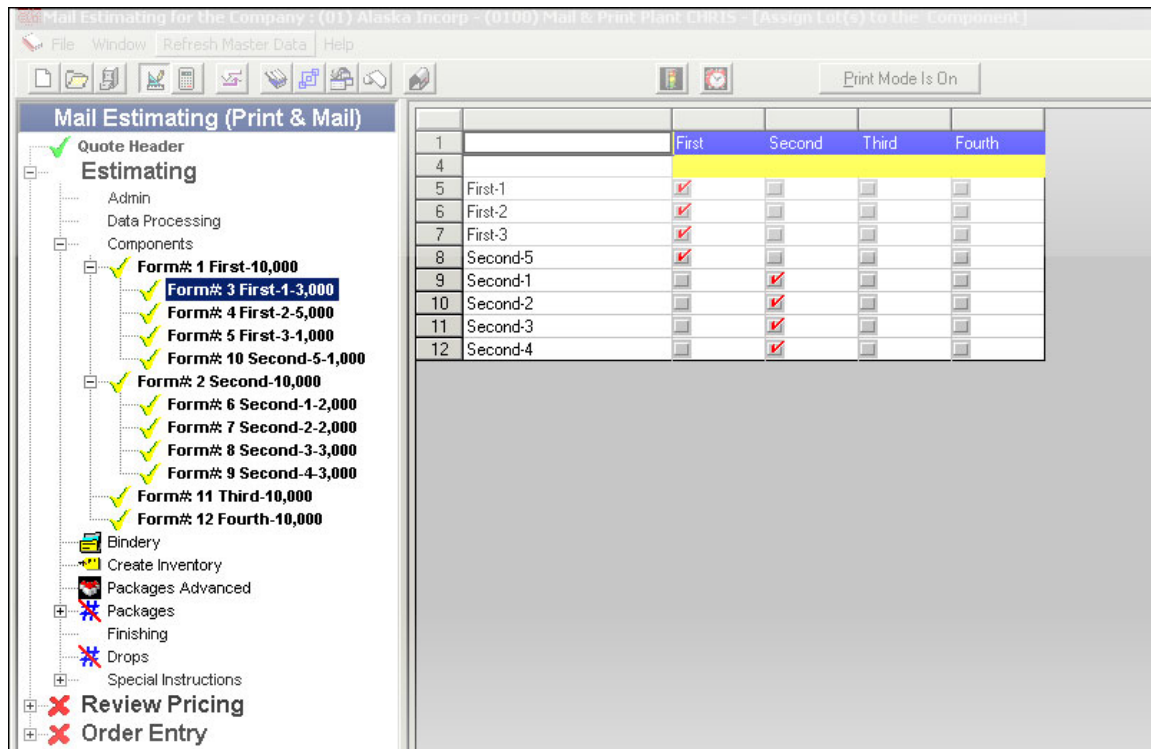 Mail Estimating for the Company : (01) Alaska Incorp - (0100) Mail & Print Plant CHRIS - [Assign Lot(s) to the Component]
File Window Refresh Master Data Help
Print Mode Is On
Mail Estimating (Print & Mail)
Quote Header
Estimating
Admin
Data Processing
Components
Form#: 1 First-10,000
Form#: 3 First-1-3,000
Form#: 4 First-2-5,000
Form#: 5 First-3-1,000
Form#: 10 Second-5-1,000
Form#: 2 Second-10,000
Form#: 6 Second-1-2,000
Form#: 7 Second-2-2,000
Form#: 8 Second-3-3,000
Form#: 9 Second-4-3,000
Form#: 11 Third-10,000
Form#: 12 Fourth-10,000
Bindery
Create Inventory
Packages Advanced
Packages
Finishing
Drops
Special Instructions
Review Pricing
Order Entry
1 First Second Third Fourth
4
5 First-1
6 First-2
7 First-3
8 Second-5
9 Second-1
10 Second-2
11 Second-3
12 Second-4